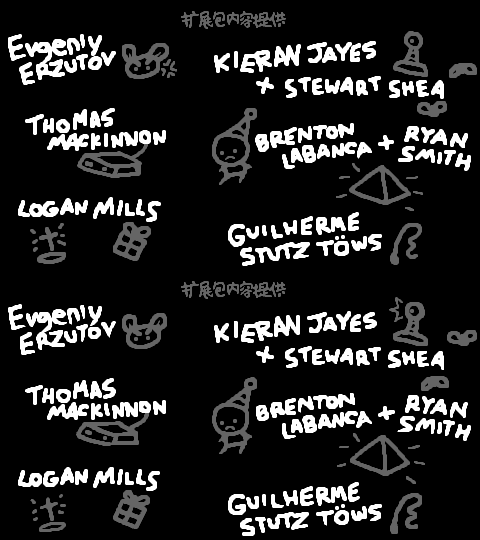 扩展包内容提供
Evgeniy
ERZUTOV
KIERAN JAYES
+ STEWART SHEA
THOMAS
MACKINNON
BRENTON
LABANCA + RYAN
SMITH
LOGAN MILLS
GUILHERME
STUTZ TÖWS
扩展包内容提供
Evgeniy
ERZUTOV
KIERAN JAYES
+ STEWART SHEA
THOMAS
MACKINNON
BRENTON
LABANCA + RYAN
SMITH
LOGAN MILLS
GUILHERME
STUTZ TÖWS